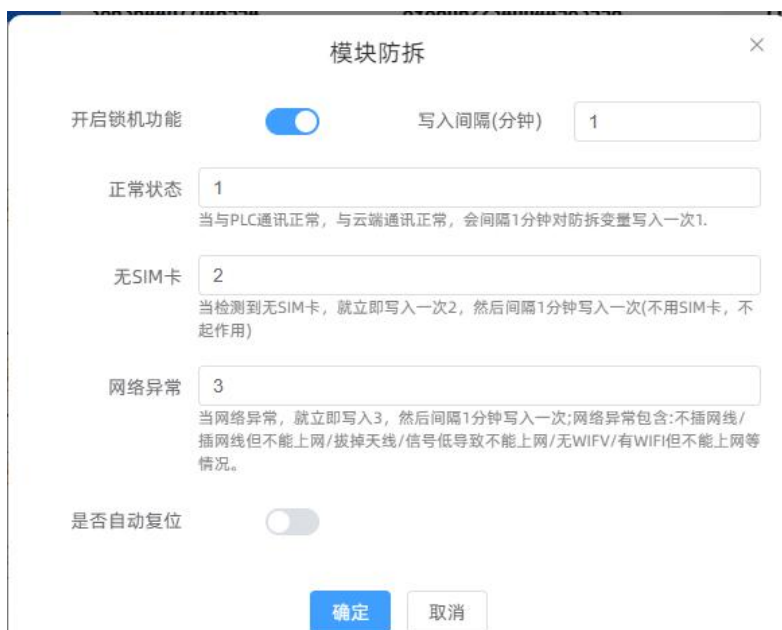 模块防拆
开启锁机功能
写入间隔(分钟) 1
正常状态 1
当与PLC通讯正常，与云端通讯正常，会间隔1分钟对防拆变量写入一次1.
无SIM卡 2
当检测到无SIM卡，就立即写入一次2，然后间隔1分钟写入一次(不用SIM卡，不
起作用)
网络异常 3
当网络异常，就立即写入3，然后间隔1分钟写入一次;网络异常包含:不插网线/
插网线但不能上网/拔掉天线/信号低导致不能上网/无WIFV/有WIFI但不能上网等
情况。
是否自动复位
确定 取消